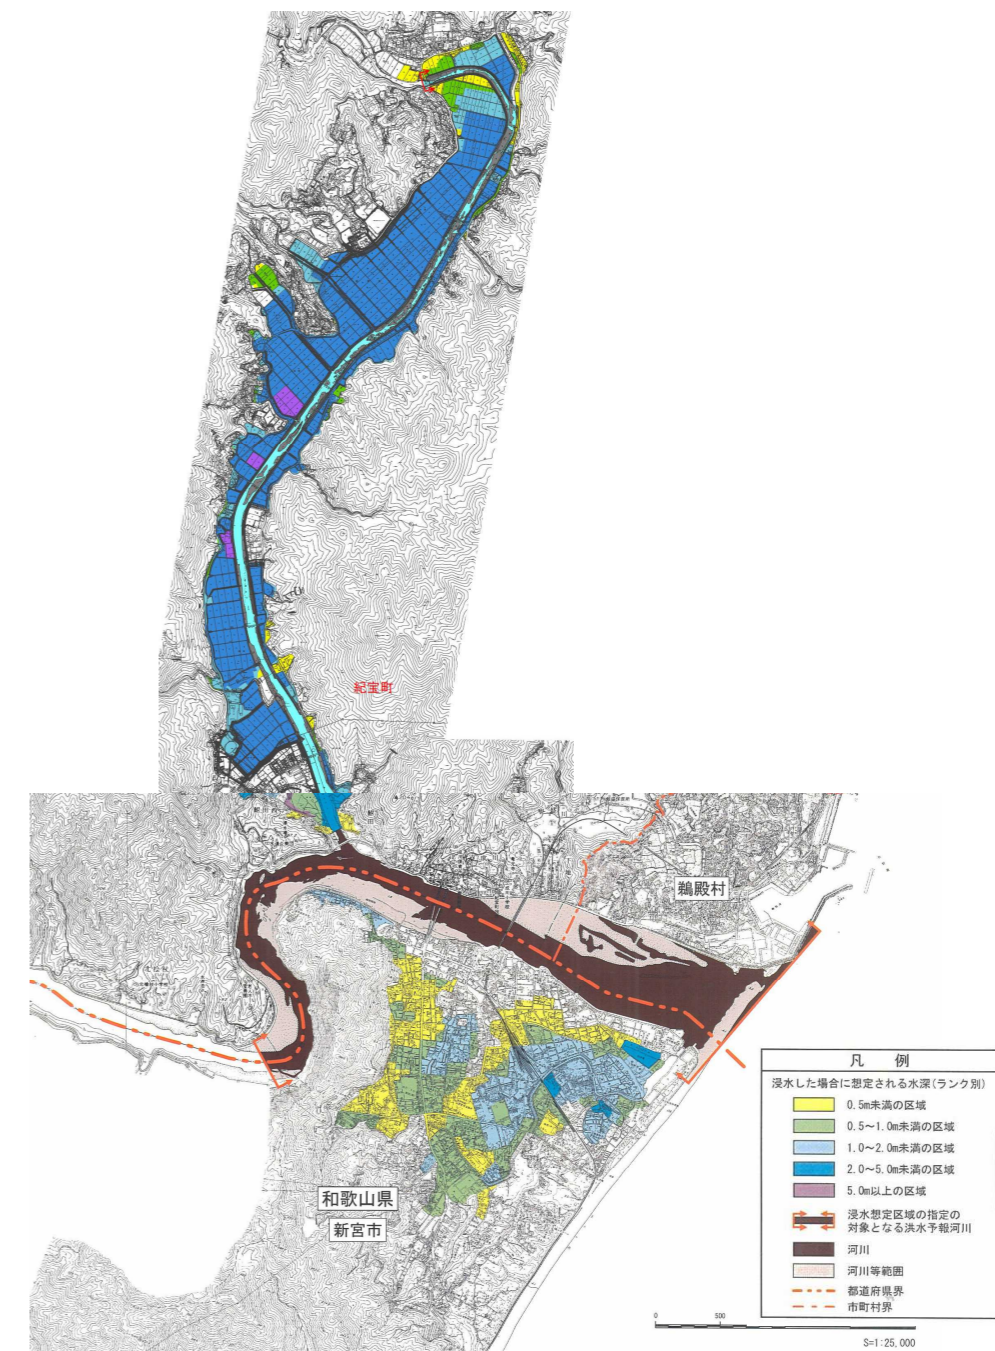 紀宝町
鵜殿村
和歌山県
新宮市
凡 例
浸水した場合に想定される水深(ランク別)
0.5m未満の区域
0.5～1.0m未満の区域
1.0～2.0m未満の区域
2.0～5.0m未満の区域
5.0m以上の区域
浸水想定区域の指定の
対象となる洪水予報河川
河川
河川等範囲
都道府県界
市町村界
0 500
S=1:25,000